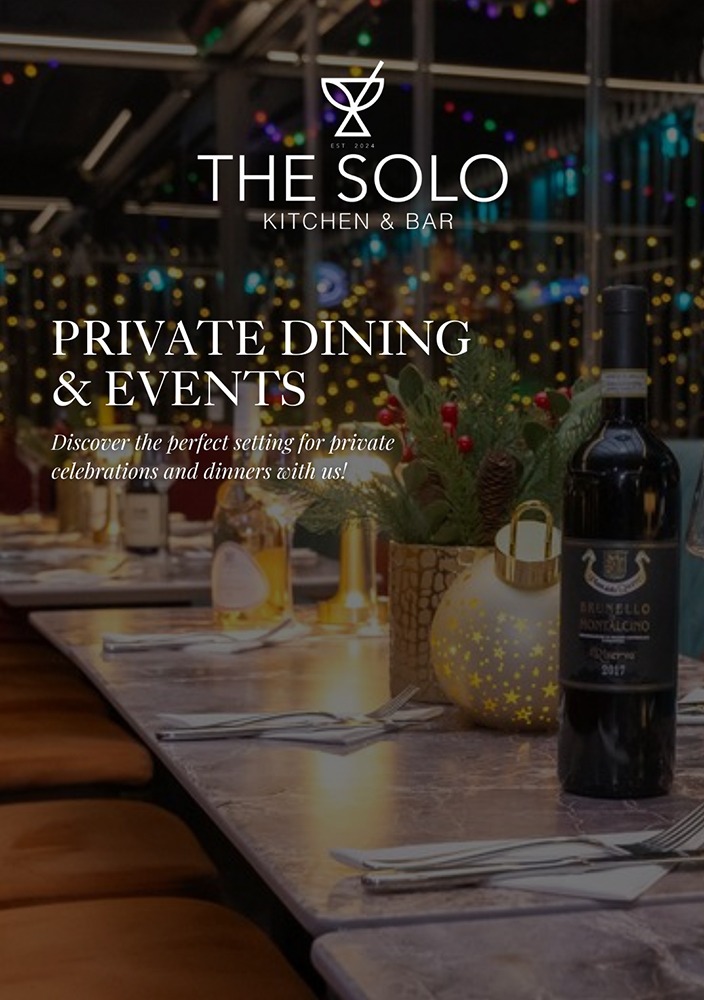 EST 2024
THE SOLO
KITCHEN & BAR
PRIVATE DINING
& EVENTS
Discover the perfect setting for private
celebrations and dinners with us!
BRUNELLO
DI MONTALCINO
Riserva
2017